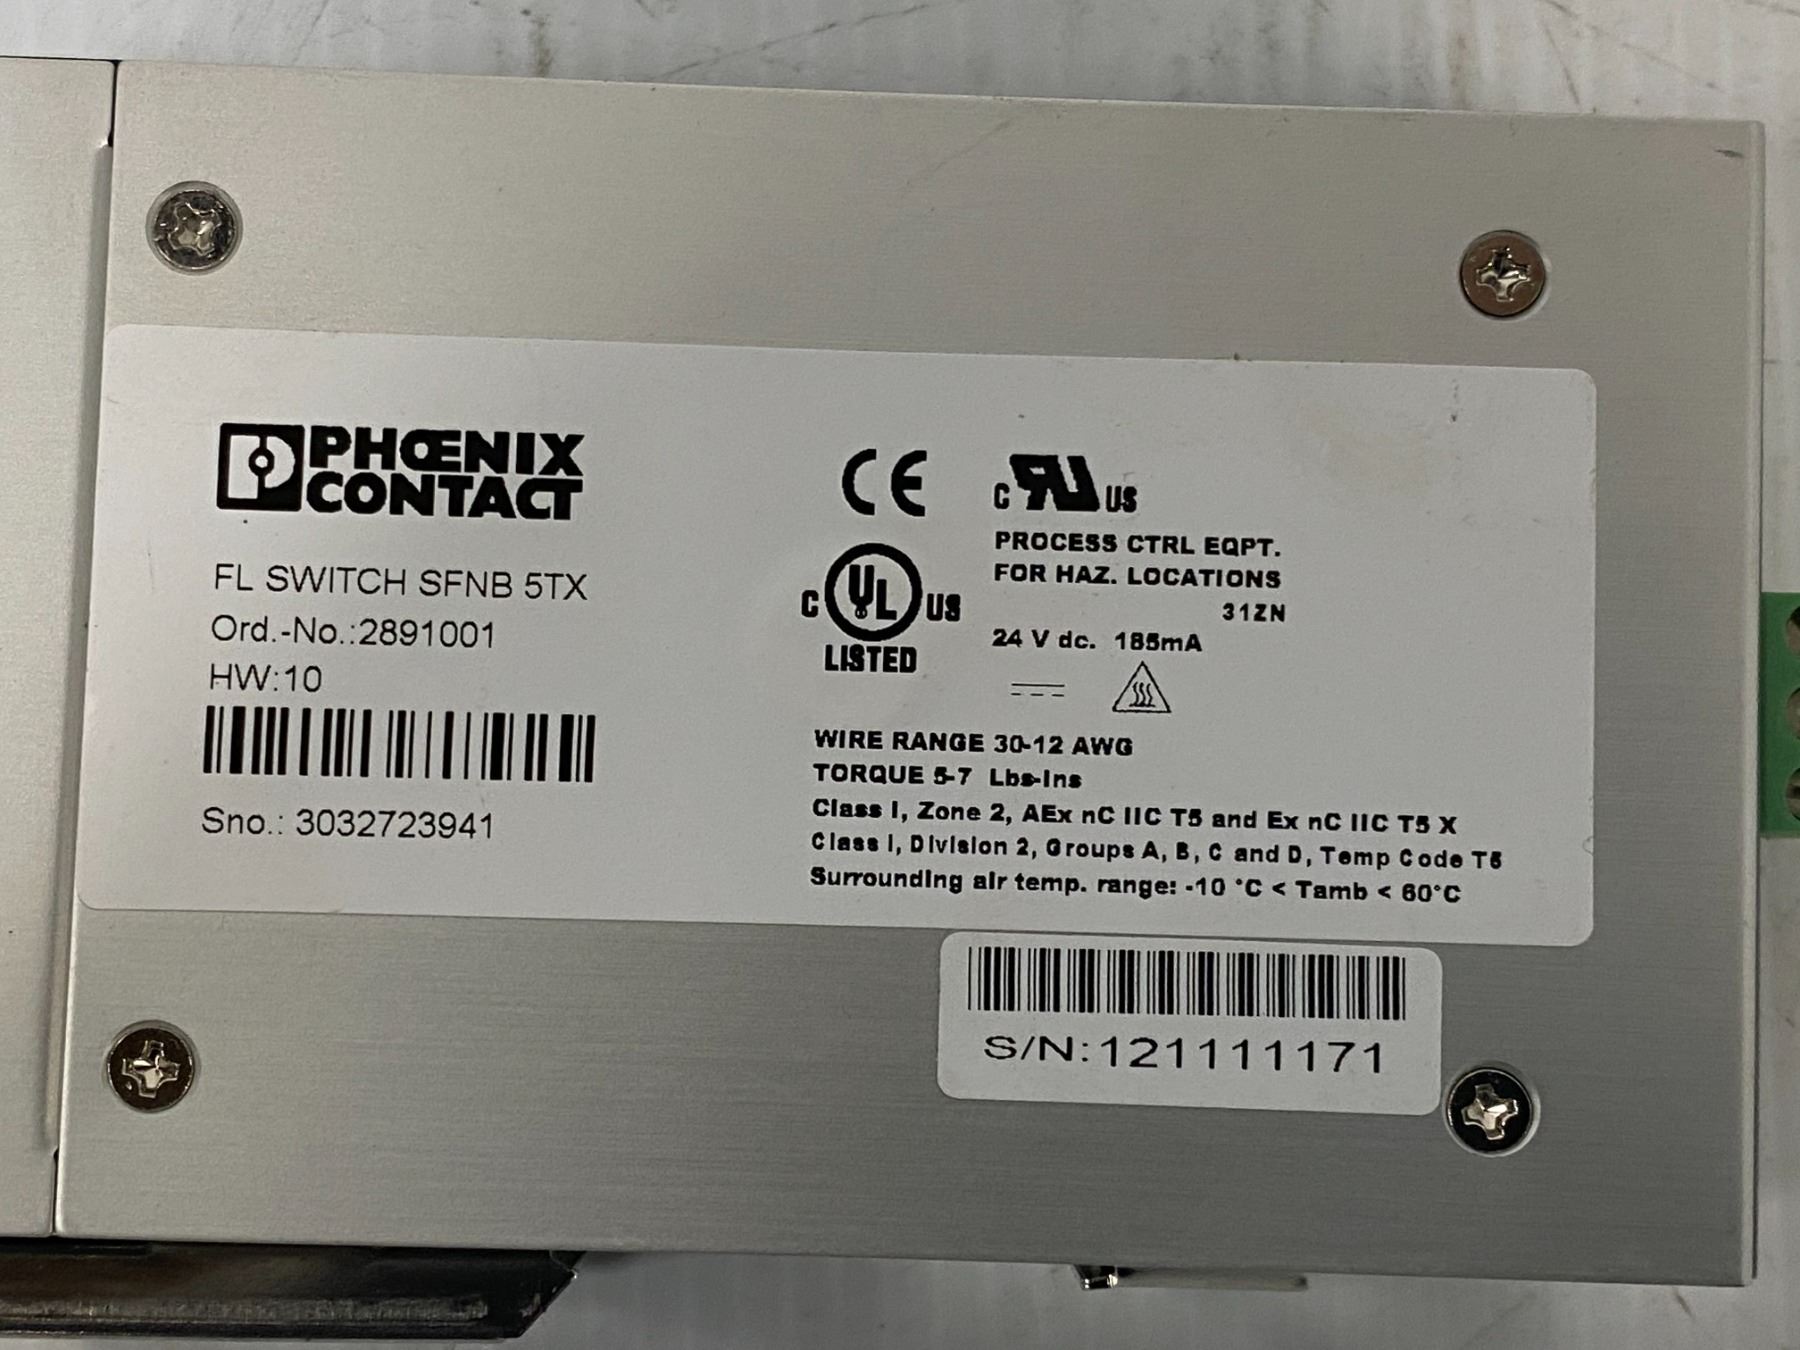 PHŒNIX
CONTACT
FL SWITCH SFNB 5TX
Ord.-No.:2891001
HW:10
Sno.: 3032723941
CE
C UL US
LISTED
C RU US
PROCESS CTRL EQPT.
FOR HAZ. LOCATIONS
31ZN
24 V dc. 185mA
WIRE RANGE 30-12 AWG
TORQUE 5-7 Lbs-Ins
Class I, Zone 2, AEx nC IIC T5 and Ex nC IIC T5 X
Class I, Division 2, Groups A, B, C and D, Temp Code T5
Surrounding air temp. range: -10 °C < Tamb < 60°C
S/N:121111171